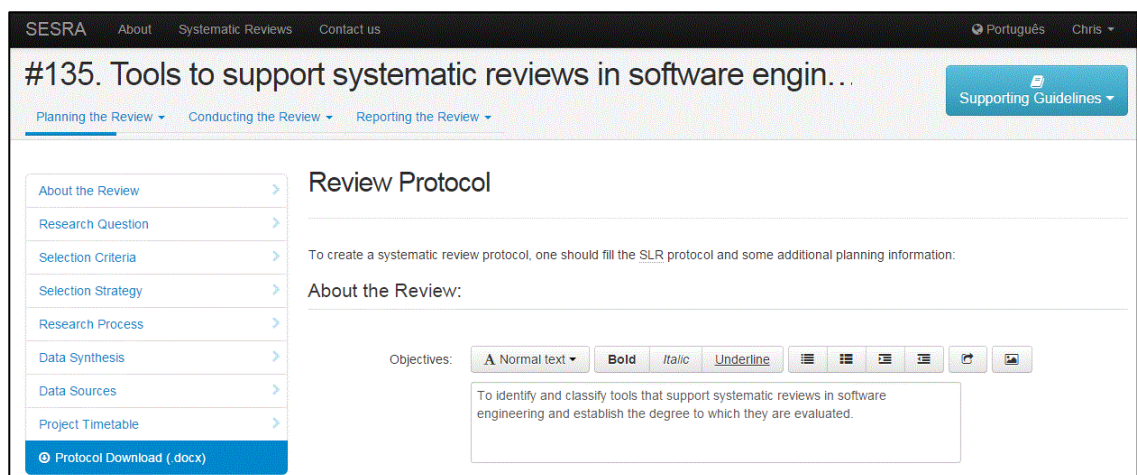 SESRA About Systematic Reviews Contact us Português Chris
#135. Tools to support systematic reviews in software engin...
Supporting Guidelines
Planning the Review Conducting the Review Reporting the Review
About the Review
Research Question
Selection Criteria
Selection Strategy
Research Process
Data Synthesis
Data Sources
Project Timetable
Protocol Download (.docx)
Review Protocol
To create a systematic review protocol, one should fill the SLR protocol and some additional planning information:
About the Review:
Objectives: A Normal text Bold Italic Underline
To identify and classify tools that support systematic reviews in software
engineering and establish the degree to which they are evaluated.